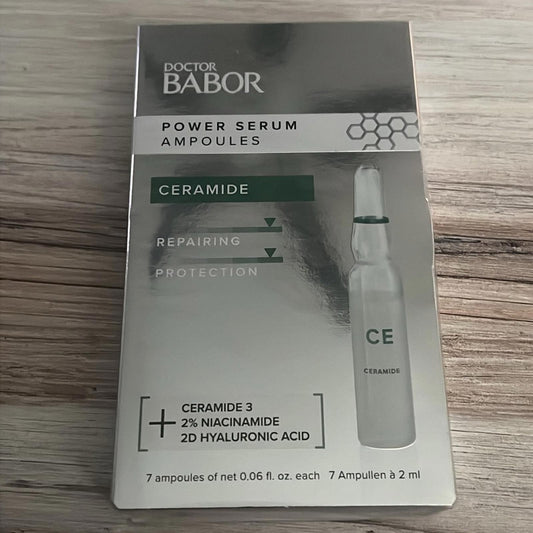 DOCTOR
BABOR
POWER SERUM
AMPOULES
CERAMIDE
REPAIRING
PROTECTION
CE
CERAMIDE
+ CERAMIDE 3
2% NIACINAMIDE
2D HYALURONIC ACID
7 ampoules of net 0.06 fl. oz. each 7 Ampullen à 2 ml